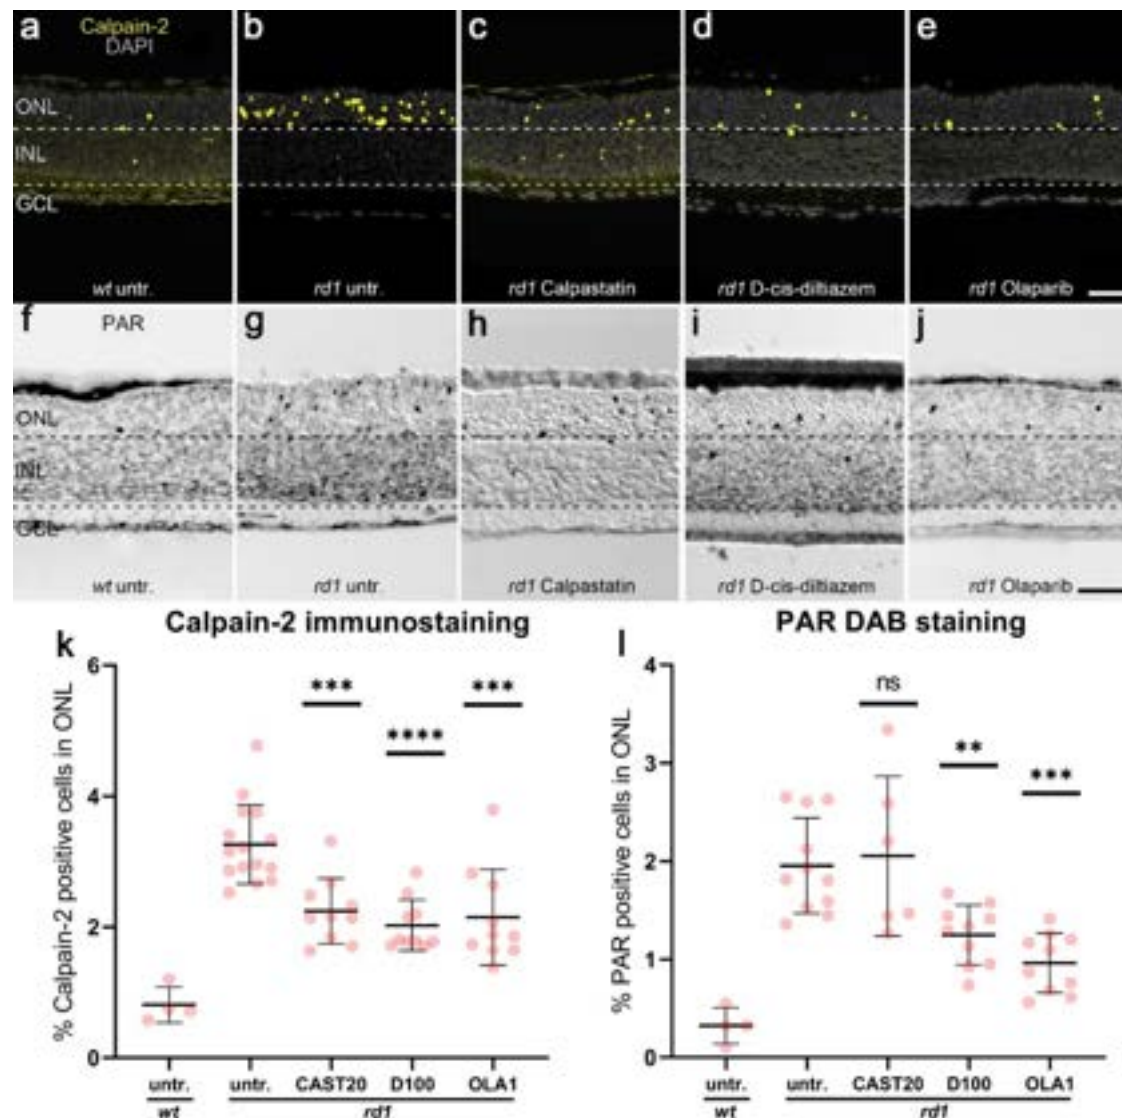 a b c d e
Calpain-2
DAPI
ONL
INL
GCL
wt untr. rd1 untr. rd1 Calpastatin rd1 D-cis-diltiazem rd1 Olaparib
f g h i j
PAR
ONL
INL
GCL
wt untr. rd1 untr. rd1 Calpastatin rd1 D-cis-diltiazem rd1 Olaparib
k Calpain-2 immunostaining
% Calpain-2 positive cells in ONL
6
4
2
0
*** **** ***
untr. untr. CAST20 D100 OLA1
wt rd1
l PAR DAB staining
% PAR positive cells in ONL
4
3
2
1
0
ns ** ***
untr. untr. CAST20 D100 OLA1
wt rd1